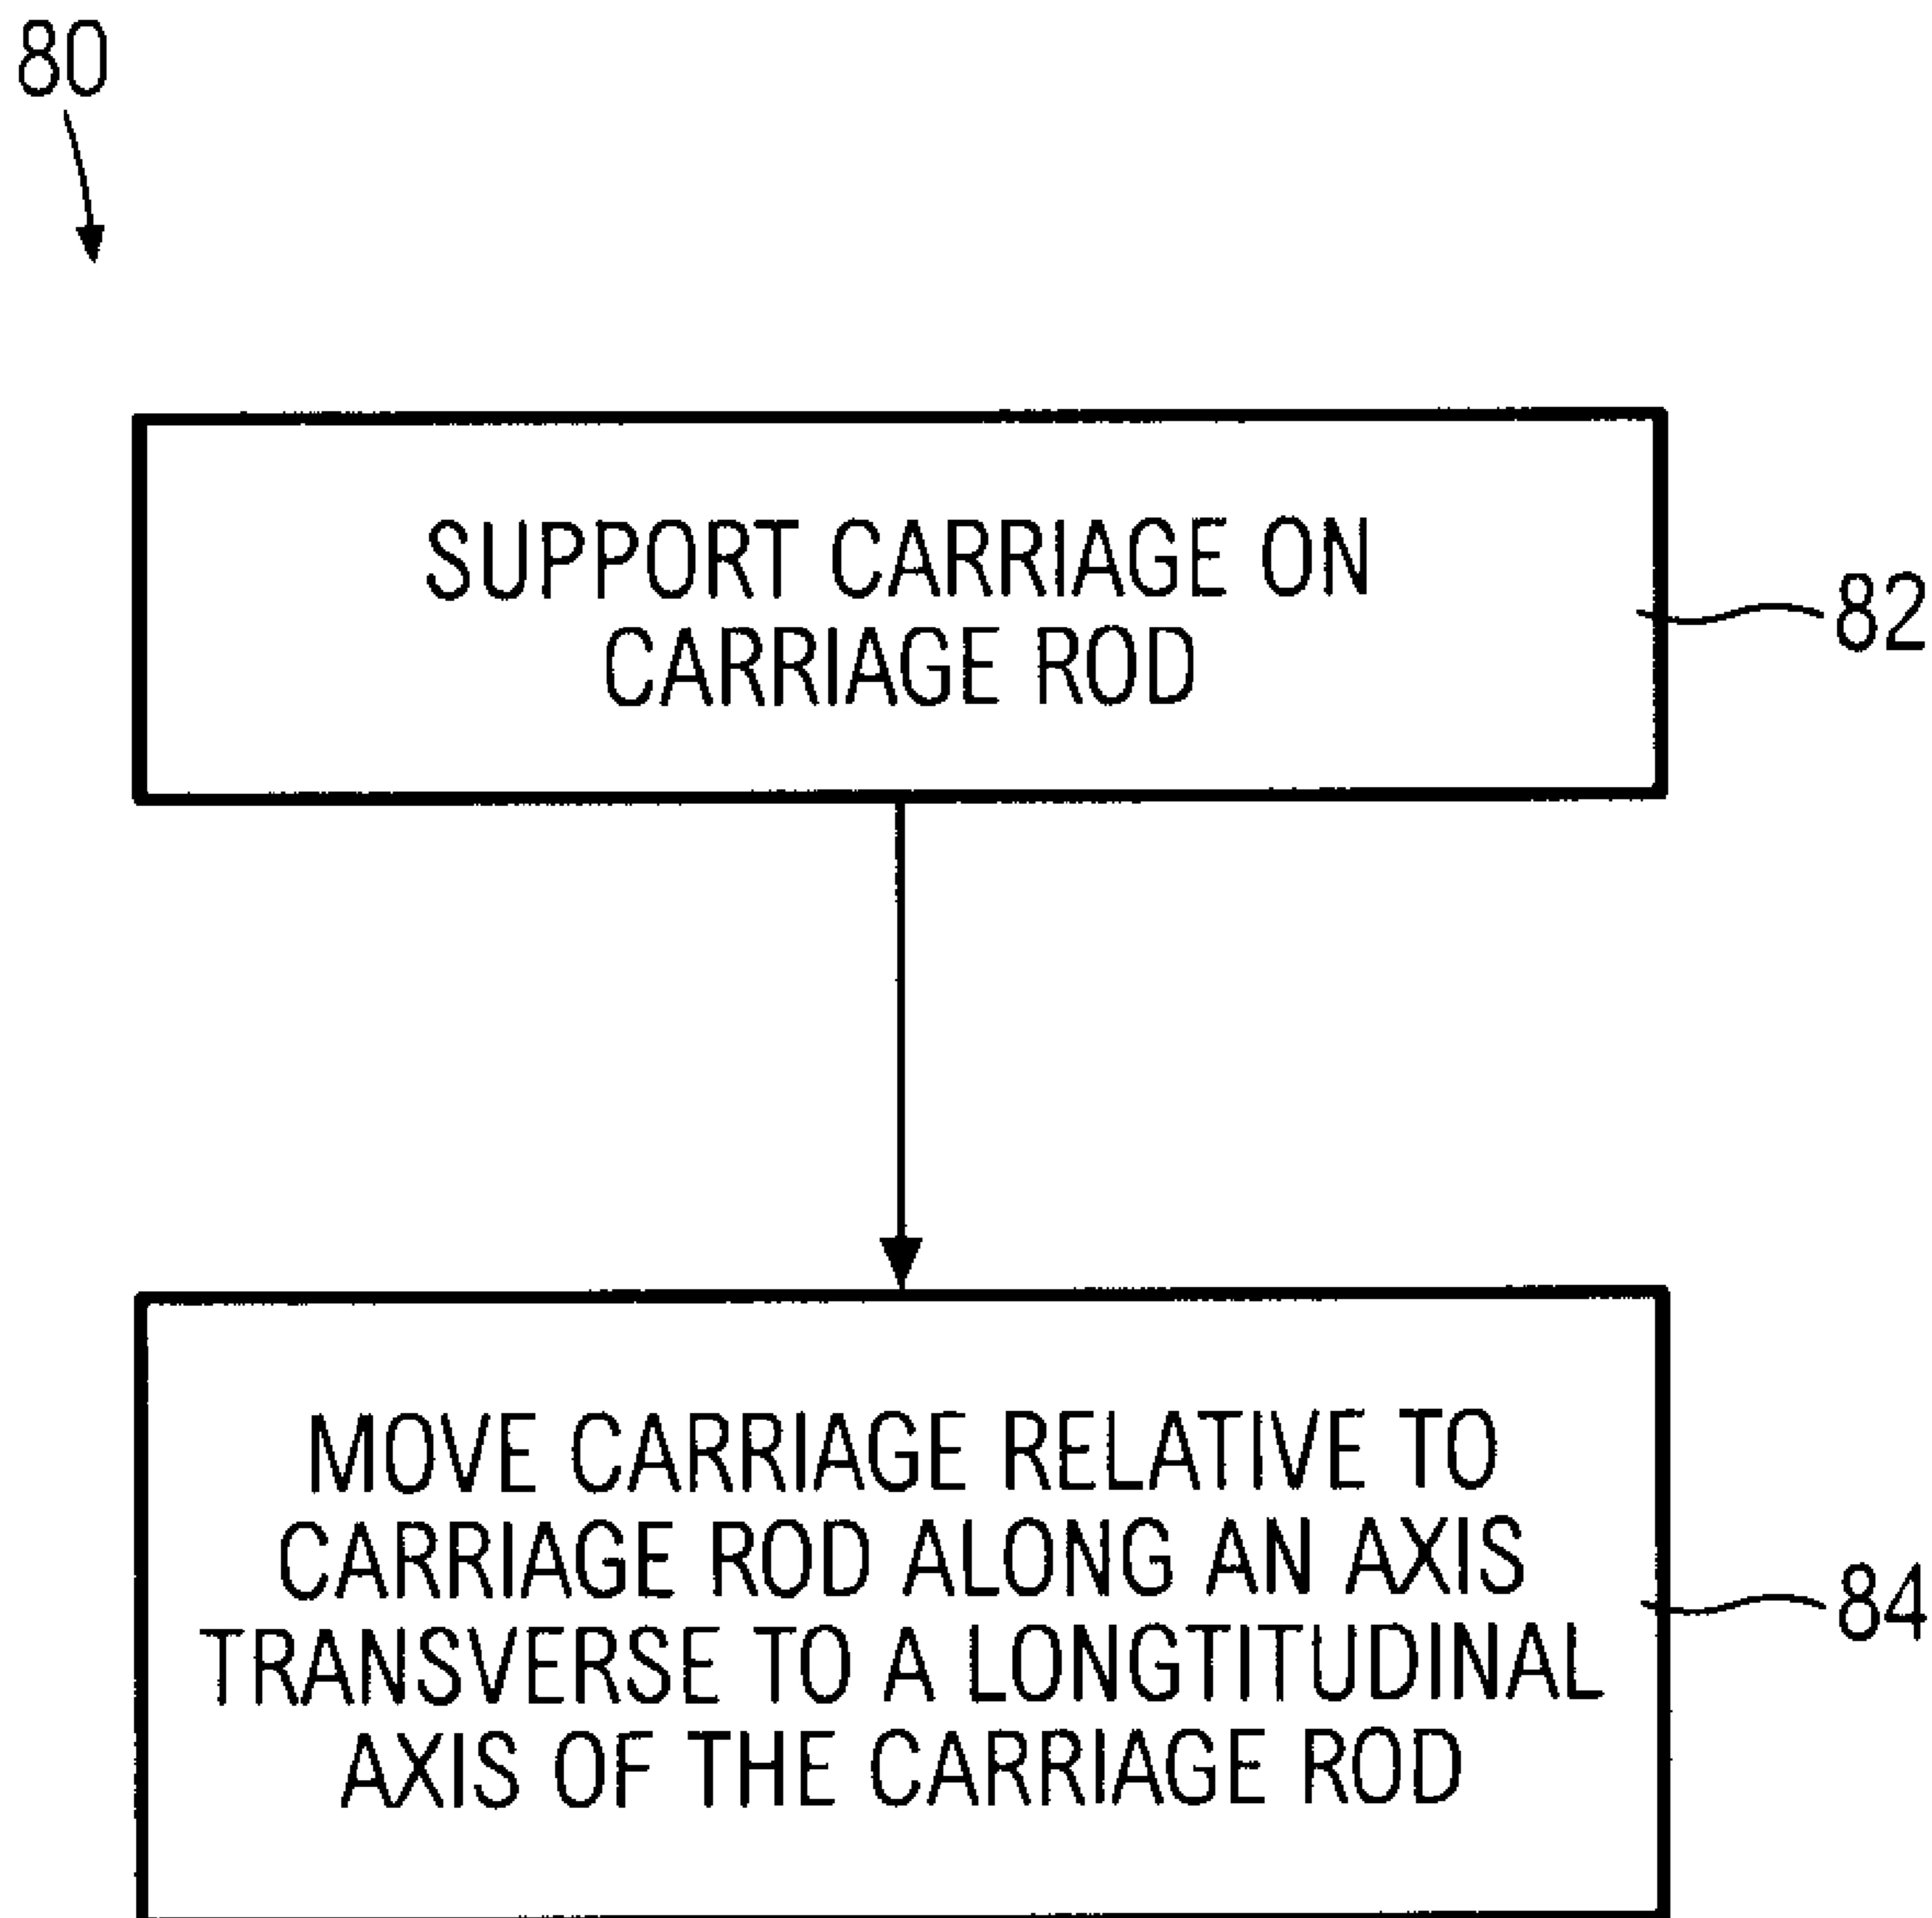 80
SUPPORT CARRIAGE ON
CARRIAGE ROD
82
MOVE CARRIAGE RELATIVE TO
CARRIAGE ROD ALONG AN AXIS
TRANSVERSE TO A LONGTITUDINAL
AXIS OF THE CARRIAGE ROD
84